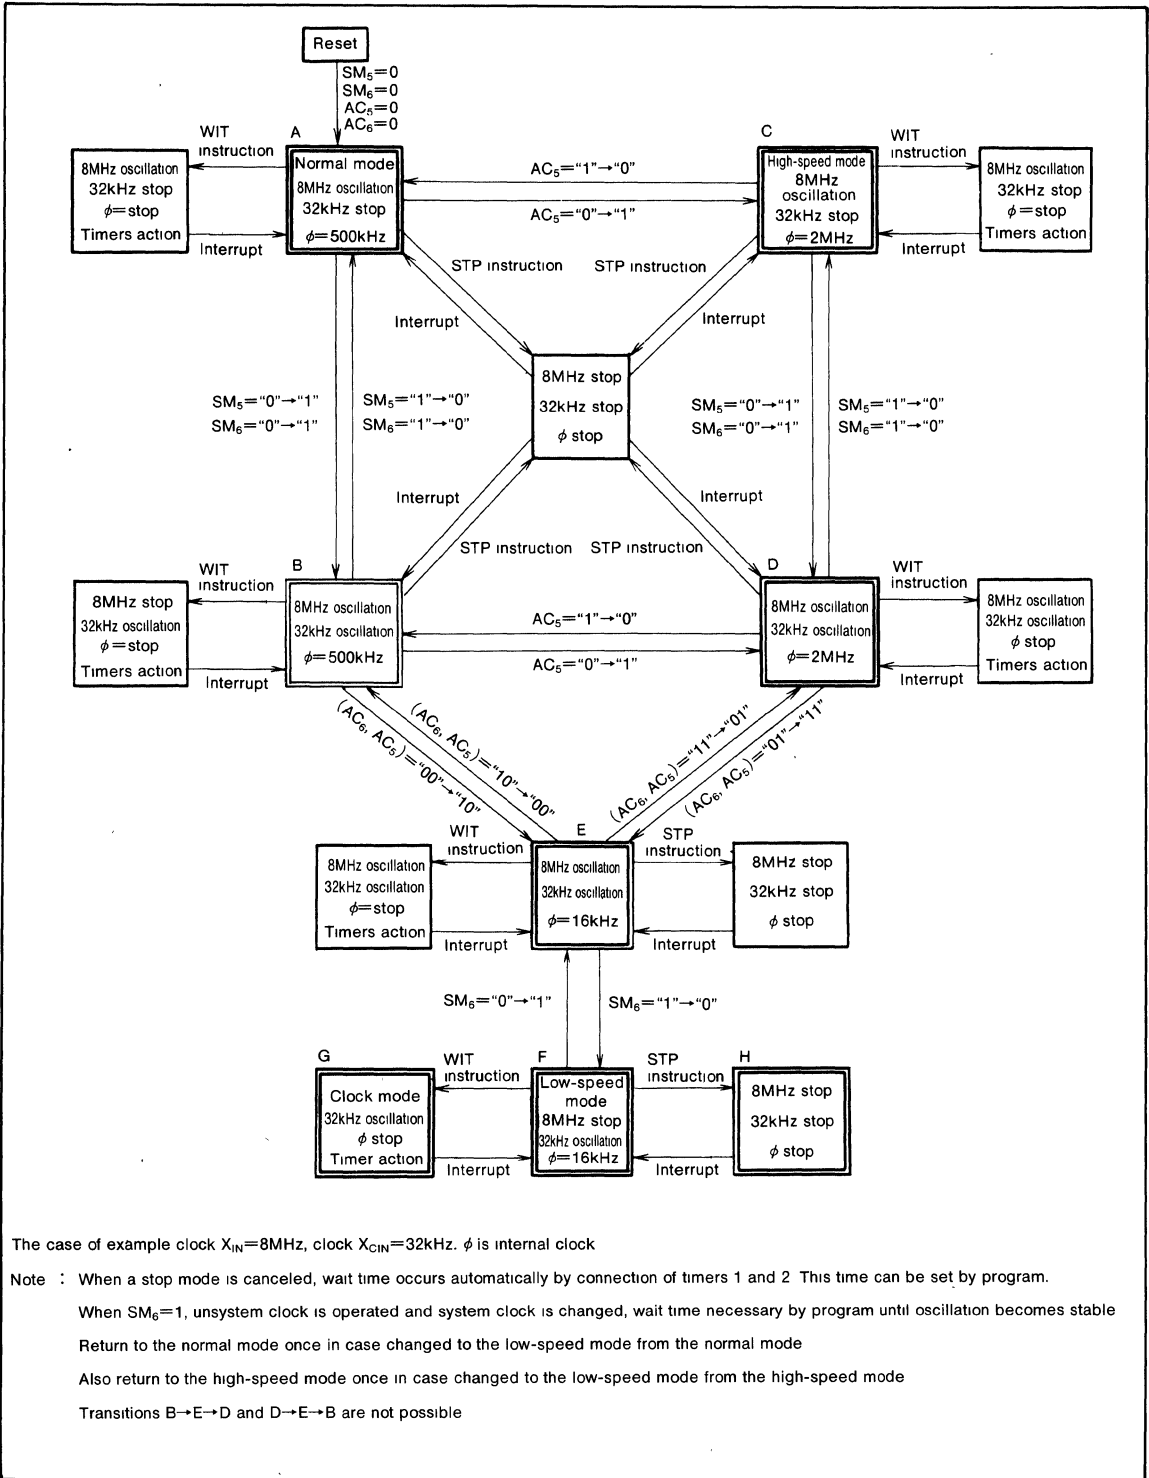 Reset
SM₅=0
SM₆=0
AC₅=0
AC₆=0
WIT
instruction
A
C
WIT
instruction
8MHz oscillation
32kHz stop
φ=stop
Timers action
Interrupt
Normal mode
8MHz oscillation
32kHz stop
φ=500kHz
AC₅="1"→"0"
AC₅="0"→"1"
High-speed mode
8MHz
oscillation
32kHz stop
φ=2MHz
8MHz oscillation
32kHz stop
φ=stop
Timers action
Interrupt
STP instruction
STP instruction
Interrupt
Interrupt
8MHz stop
32kHz stop
φ stop
SM₅="0"→"1"
SM₆="0"→"1"
SM₅="1"→"0"
SM₆="1"→"0"
SM₅="0"→"1"
SM₆="0"→"1"
SM₅="1"→"0"
SM₆="1"→"0"
Interrupt
Interrupt
STP instruction
STP instruction
WIT
instruction
B
D
WIT
instruction
8MHz stop
32kHz oscillation
φ=stop
Timers action
Interrupt
8MHz oscillation
32kHz oscillation
φ=500kHz
AC₅="1"→"0"
AC₅="0"→"1"
8MHz oscillation
32kHz oscillation
φ=2MHz
8MHz oscillation
32kHz oscillation
φ stop
Timers action
Interrupt
(AC₆, AC₅)="00"→"10"
(AC₆, AC₅)="10"→"00"
(AC₆, AC₅)="11"→"01"
(AC₆, AC₅)="01"→"11"
WIT
instruction
E
STP
instruction
8MHz oscillation
32kHz oscillation
φ=stop
Timers action
Interrupt
8MHz oscillation
32kHz oscillation
φ=16kHz
Interrupt
8MHz stop
32kHz stop
φ stop
SM₆="0"→"1"
SM₆="1"→"0"
G
WIT
instruction
F
STP
instruction
H
Clock mode
32kHz oscillation
φ stop
Timer action
Interrupt
Low-speed
mode
8MHz stop
32kHz oscillation
φ=16kHz
Interrupt
8MHz stop
32kHz stop
φ stop
The case of example clock X_IN=8MHz, clock X_CIN=32kHz. φ is internal clock
Note : When a stop mode is canceled, wait time occurs automatically by connection of timers 1 and 2 This time can be set by program.
When SM₆=1, unsystem clock is operated and system clock is changed, wait time necessary by program until oscillation becomes stable
Return to the normal mode once in case changed to the low-speed mode from the normal mode
Also return to the high-speed mode once in case changed to the low-speed mode from the high-speed mode
Transitions B→E→D and D→E→B are not possible